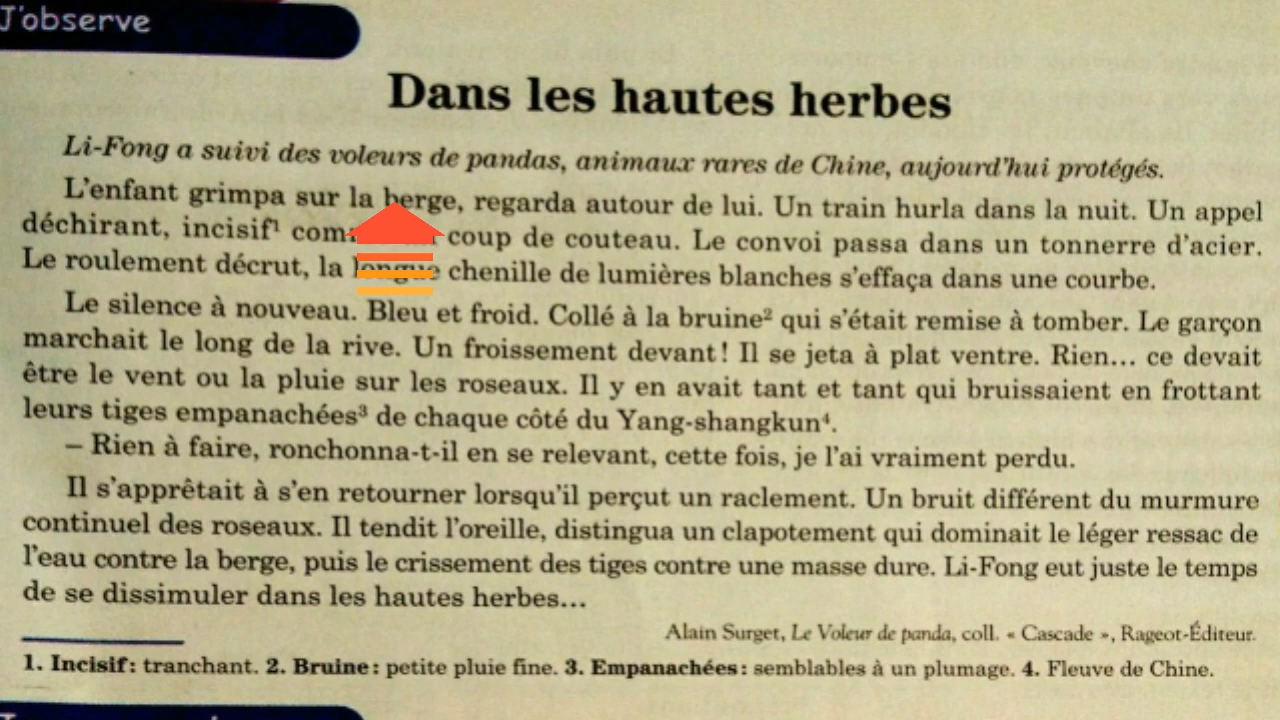 J'observe
Dans les hautes herbes
Li-Fong a suivi des voleurs de pandas, animaux rares de Chine, aujourd'hui protégés.
L'enfant grimpa sur la berge, regarda autour de lui. Un train hurla dans la nuit. Un appel
déchirant, incisif¹ coup de couteau. Le convoi passa dans un tonnerre d'acier.
Le roulement décrut, la longue chenille de lumières blanches s'effaça dans une courbe.
Le silence à nouveau. Bleu et froid. Collé à la bruine² qui s'était remise à tomber. Le garçon
marchait le long de la rive. Un froissement devant ! Il se jeta à plat ventre. Rien... ce devait
être le vent ou la pluie sur les roseaux. Il y en avait tant et tant qui bruissaient en frottant
leurs tiges empanachées³ de chaque côté du Yang-shangkun⁴.
– Rien à faire, ronchonna-t-il en se relevant, cette fois, je l'ai vraiment perdu.
Il s'apprêtait à s'en retourner lorsqu'il perçut un raclement. Un bruit différent du murmure
continuel des roseaux. Il tendit l'oreille, distingua un clapotement qui dominait le léger ressac de
l'eau contre la berge, puis le crissement des tiges contre une masse dure. Li-Fong eut juste le temps
de se dissimuler dans les hautes herbes...
Alain Surget, Le Voleur de panda, coll. « Cascade », Rageot-Éditeur.
1. Incisif : tranchant. 2. Bruine : petite pluie fine. 3. Empanachées : semblables à un plumage. 4. Fleuve de Chine.